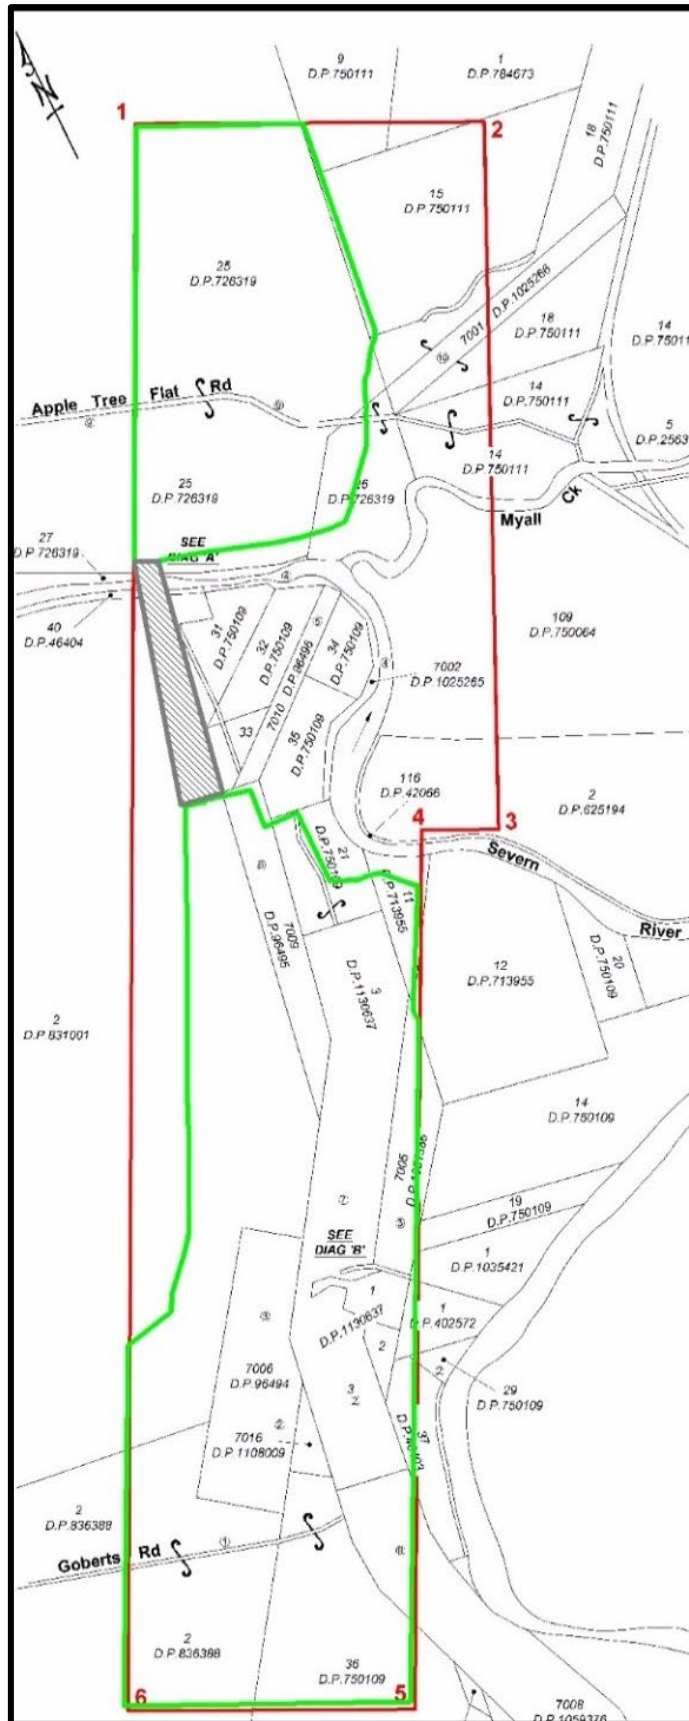 N
9
D.P.750111
1
D.P.784673
1
2
18
D.P.750111
15
D.P.750111
25
D.P.726319
7001 D.P.1025266
18
D.P.750111
14
D.P.75011
Apple Tree Flat Rd
14
D.P.750111
5
D.P.2563
14
D.P.750111
25
D.P.726319
26
D.P.726319
Myall Ck
SEE
DIAG 'A'
27
D.P.726319
40
D.P.46404
31
D.P.750109
32
D.P.750109
7010 D.P.96495
34
D.P.750109
109
D.P.750064
7002
D.P.1025265
33
35
D.P.750109
116
D.P.42066
2
D.P.625194
4
3
21
D.P.750109
Severn
River
11
D.P.713955
7009
D.P.96495
3
D.P.1130637
12
D.P.713955
20
D.P.750109
2
D.P.831001
14
D.P.750109
7005
19
D.P.750109
SEE
DIAG 'B'
1
D.P.1035421
1
D.P.1130637
1
D.P.402572
2
7006
D.P.96494
3
29
D.P.750109
7016
D.P.1108009
37
2
D.P.836388
Goberts Rd
2
D.P.836388
36
D.P.750109
6
5
7008
D.P.1059376